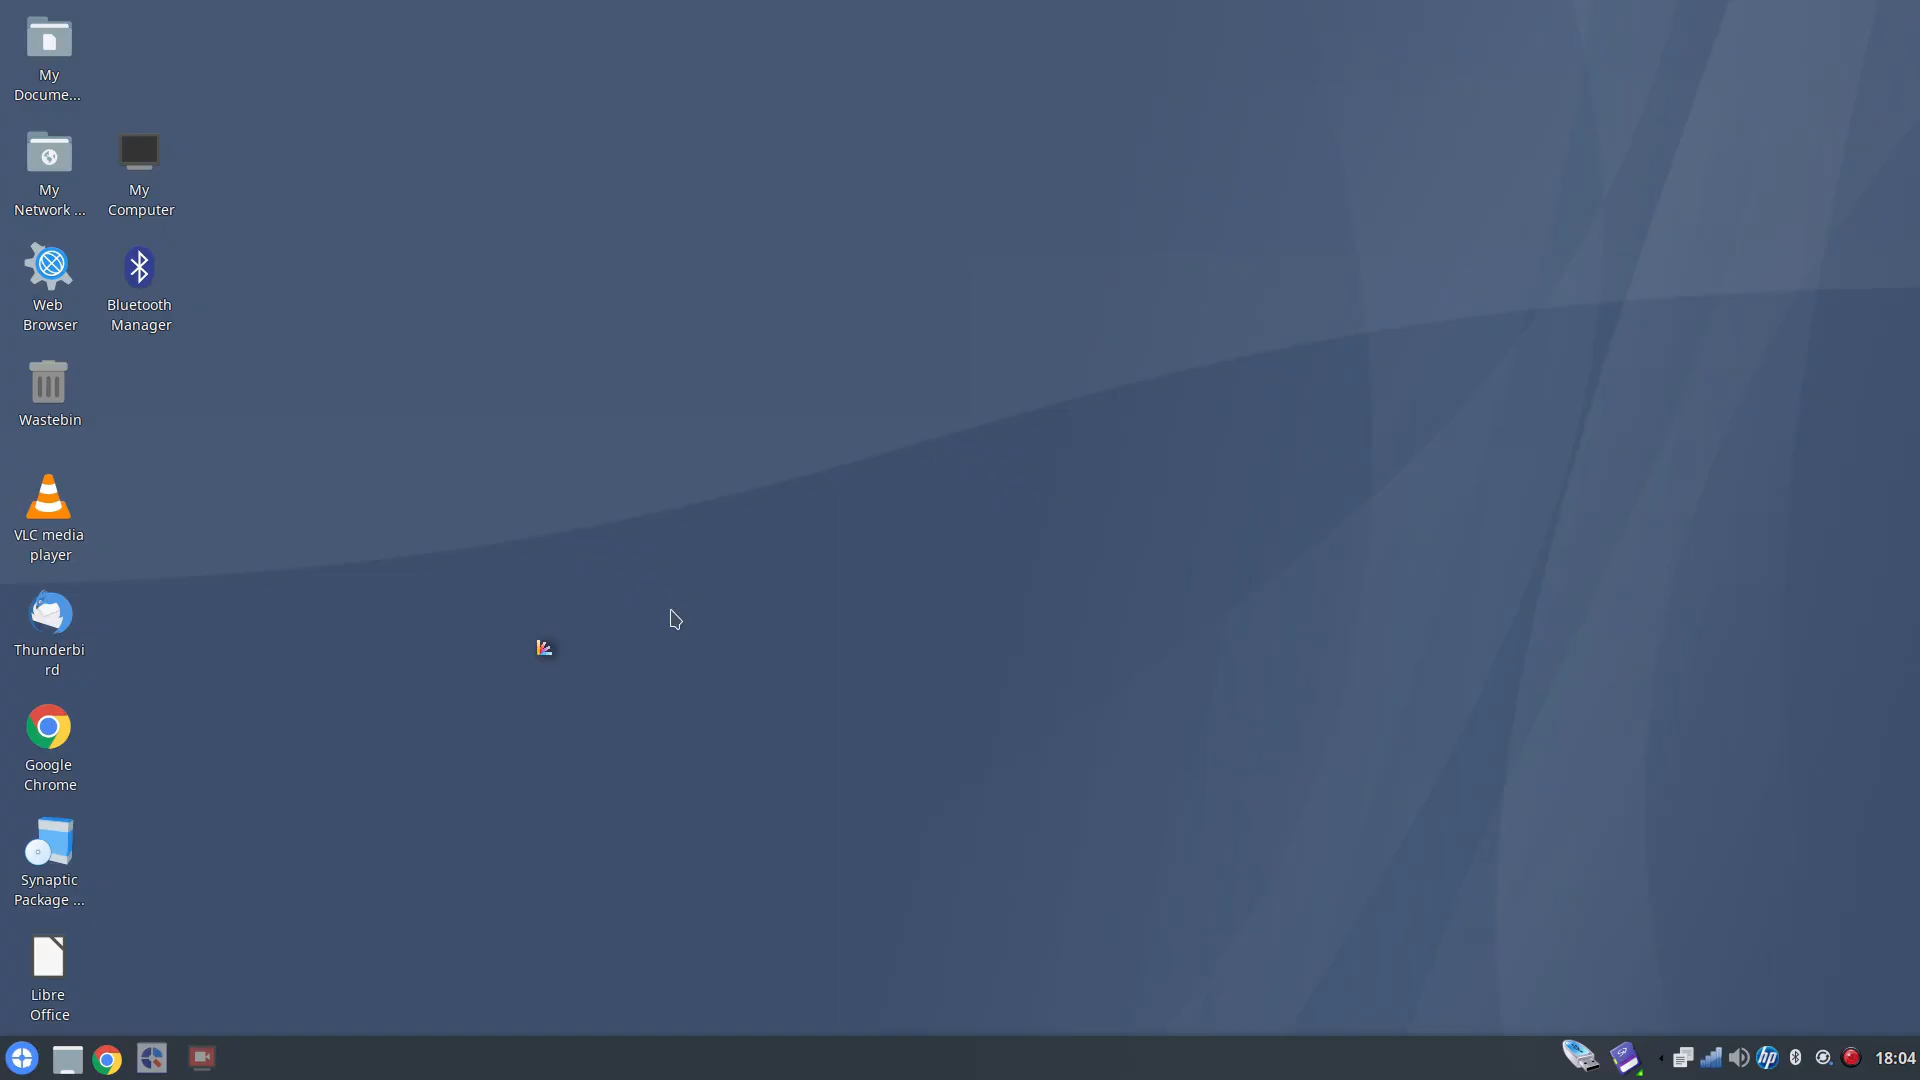 My
Docume...
My
Network ...
My
Computer
Web
Browser
Bluetooth
Manager
Wastebin
VLC media
player
Thunderbi
rd
Google
Chrome
Synaptic
Package ...
Libre
Office
hp
18:04